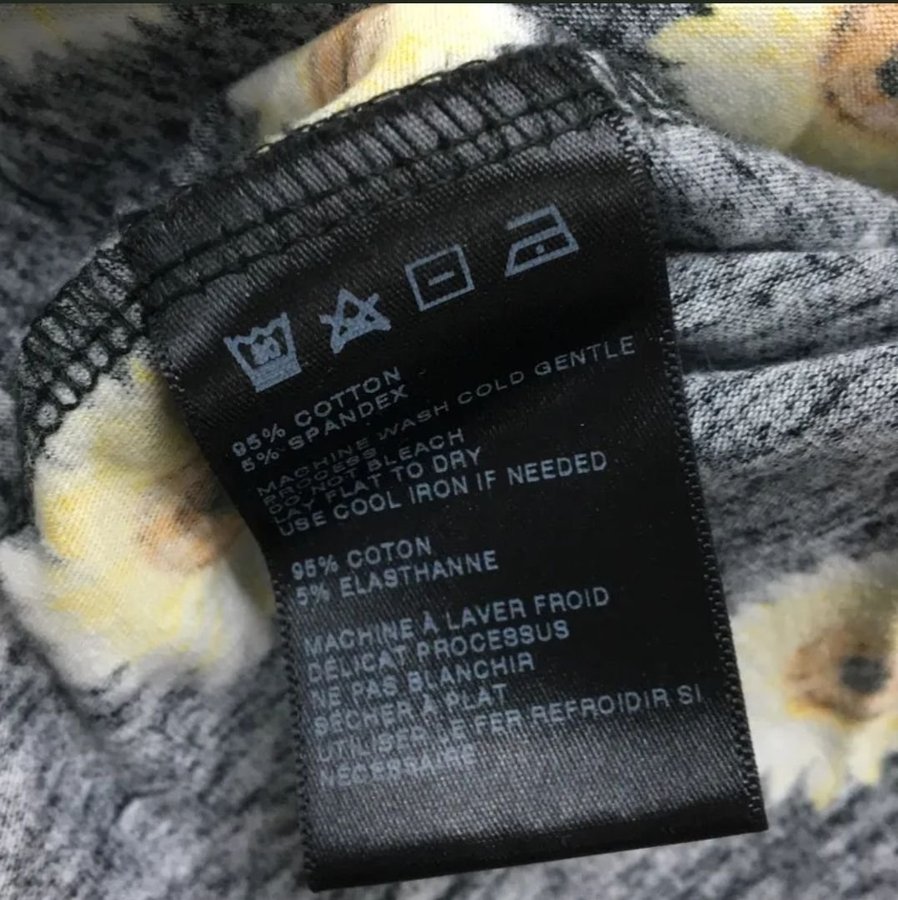 30
95% COTTON
5% SPANDEX
MACHINE WASH COLD GENTLE
PROCESS
DO NOT BLEACH
LAY FLAT TO DRY
USE COOL IRON IF NEEDED
95% COTON
5% ELASTHANNE
MACHINE À LAVER FROID
DÉLICAT PROCESSUS
NE PAS BLANCHIR
SÉCHER À PLAT
UTILISER LE FER REFROIDIR SI
NÉCESSAIRE